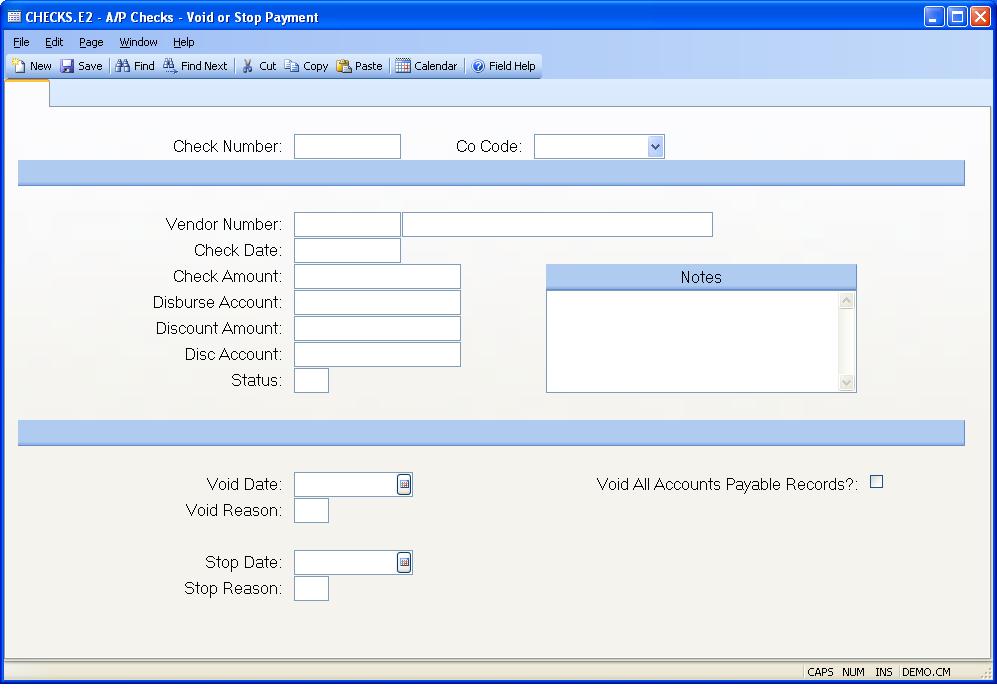 CHECKS.E2 - A/P Checks - Void or Stop Payment
File Edit Page Window Help
New Save Find Find Next Cut Copy Paste Calendar Field Help
Check Number: Co Code:
Vendor Number:
Check Date:
Check Amount: Notes
Disburse Account:
Discount Amount:
Disc Account:
Status:
Void Date: Void All Accounts Payable Records?:
Void Reason:
Stop Date:
Stop Reason:
CAPS NUM INS DEMO.CM